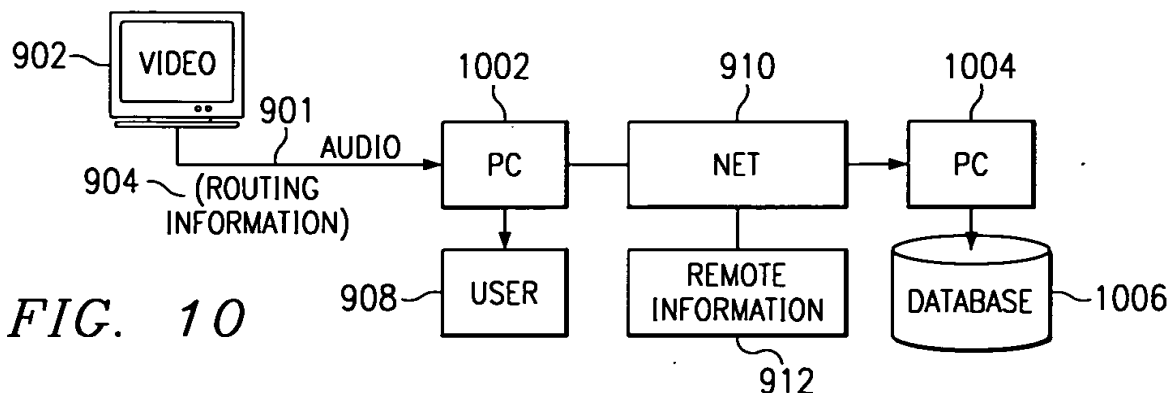 902
VIDEO
901
AUDIO
904
(ROUTING
INFORMATION)
1002
PC
910
NET
1004
PC
908
USER
REMOTE
INFORMATION
912
DATABASE
1006
FIG. 10